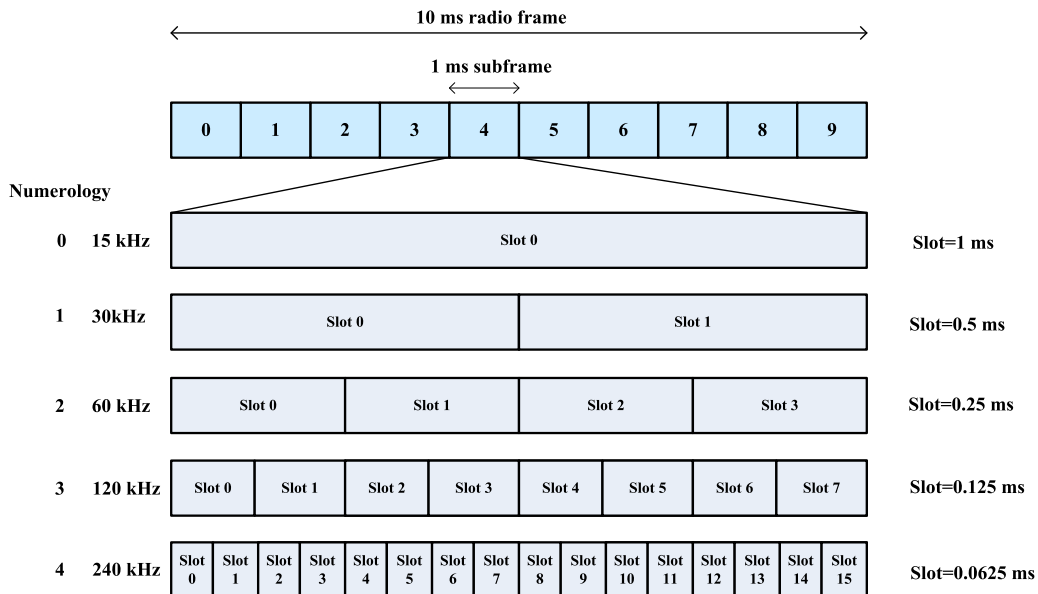 10 ms radio frame
1 ms subframe
0 1 2 3 4 5 6 7 8 9
Numerology
0 15 kHz Slot 0 Slot=1 ms
1 30kHz Slot 0 Slot 1 Slot=0.5 ms
2 60 kHz Slot 0 Slot 1 Slot 2 Slot 3 Slot=0.25 ms
3 120 kHz Slot 0 Slot 1 Slot 2 Slot 3 Slot 4 Slot 5 Slot 6 Slot 7 Slot=0.125 ms
4 240 kHz Slot 0 Slot 1 Slot 2 Slot 3 Slot 4 Slot 5 Slot 6 Slot 7 Slot 8 Slot 9 Slot 10 Slot 11 Slot 12 Slot 13 Slot 14 Slot 15 Slot=0.0625 ms